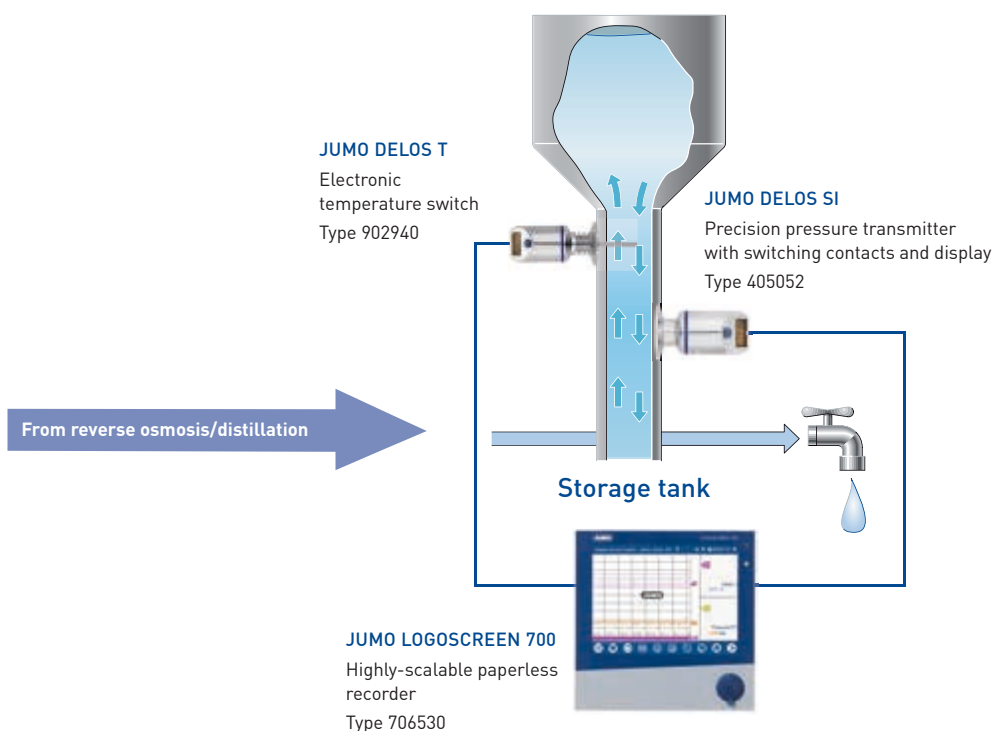 JUMO DELOS T
Electronic
temperature switch
Type 902940
JUMO DELOS SI
Precision pressure transmitter
with switching contacts and display
Type 405052
From reverse osmosis/distillation
Storage tank
JUMO
JUMO LOGOSCREEN 700
Highly-scalable paperless
recorder
Type 706530